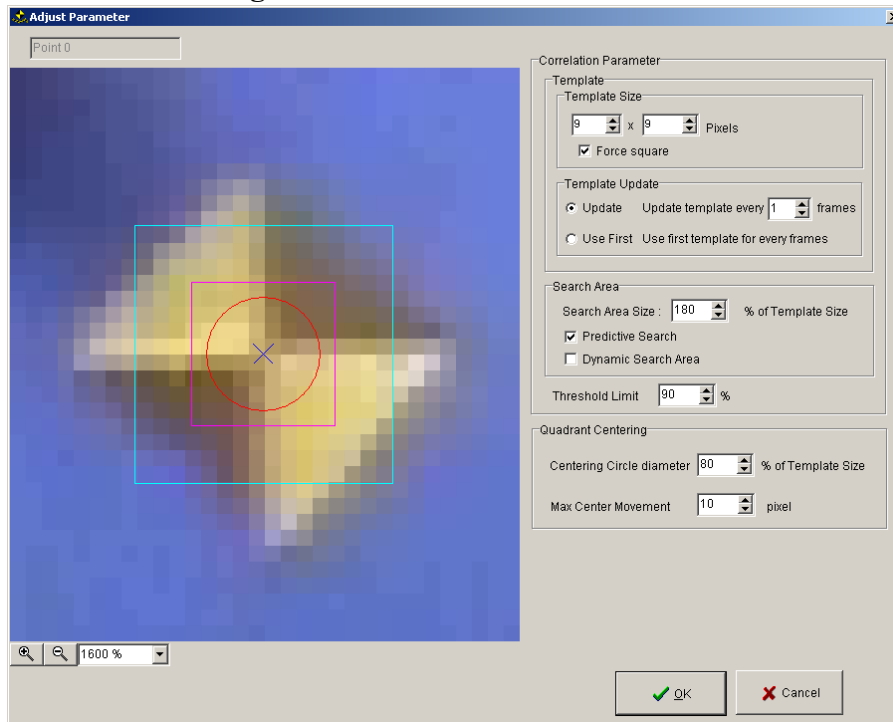 Adjust Parameter
Point 0
Correlation Parameter
Template
Template Size
9 x 9 Pixels
Force square
Template Update
Update Update template every 1 frames
Use First Use first template for every frames
Search Area
Search Area Size : 180 % of Template Size
Predictive Search
Dynamic Search Area
Threshold Limit 90 %
Quadrant Centering
Centering Circle diameter 80 % of Template Size
Max Center Movement 10 pixel
1600 %
OK Cancel